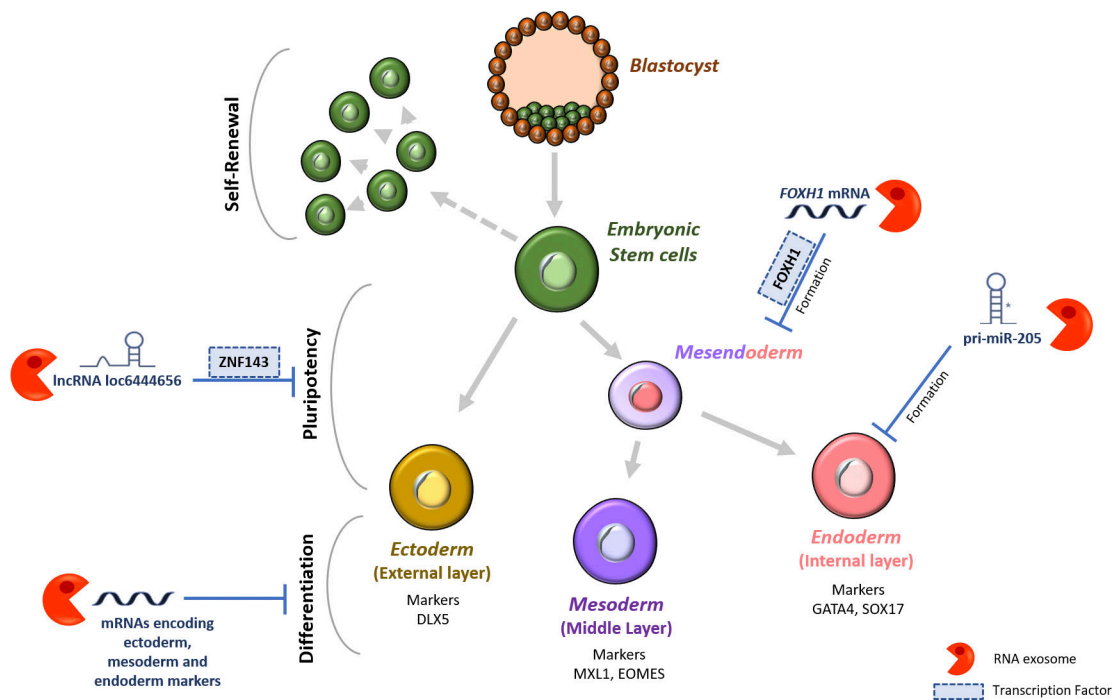 Blastocyst
Self-Renewal
FOXH1 mRNA
Embryonic
Stem cells
FOXH1
Formation
pri-miR-205
Mesendoderm
ZNF143
lncRNA loc6444656
Pluripotency
Formation
Ectoderm
(External layer)
Markers
DLX5
Endoderm
(Internal layer)
Markers
GATA4, SOX17
Mesoderm
(Middle Layer)
Markers
MXL1, EOMES
Differentiation
mRNAs encoding
ectoderm,
mesoderm and
endoderm markers
RNA exosome
Transcription Factor